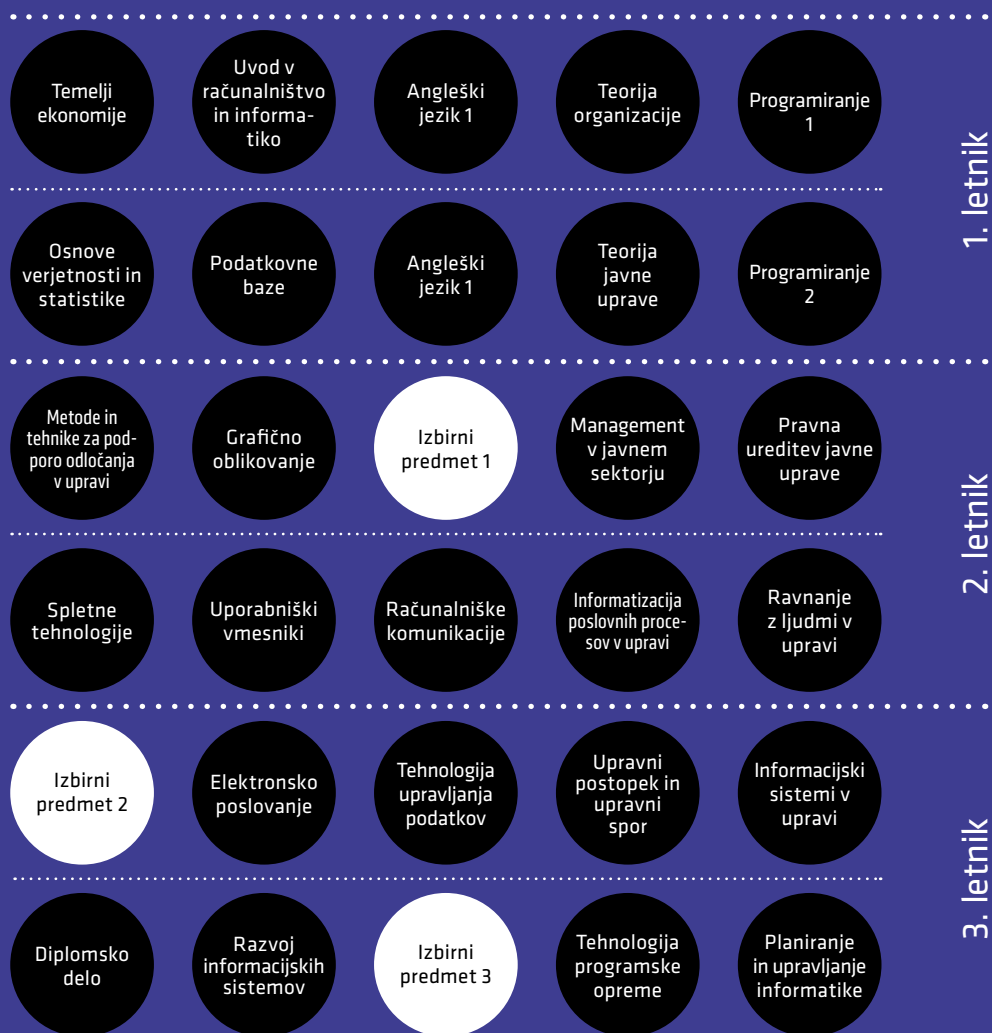 Temelji
ekonomije
Uvod v
računalništvo
in informa-
tiko
Angleški
jezik 1
Teorija
organizacije
Programiranje
1
1. letnik
Osnove
verjetnosti in
statistike
Podatkovne
baze
Angleški
jezik 1
Teorija
javne
uprave
Programiranje
2
Metode in
tehnike za pod-
poro odločanja
v upravi
Grafično
oblikovanje
Izbirni
predmet 1
Management
v javnem
sektorju
Pravna
ureditev javne
uprave
2. letnik
Spletne
tehnologije
Uporabniški
vmesniki
Računalniške
komunikacije
Informatizacija
poslovnih proce-
sov v upravi
Ravnanje
z ljudmi v
upravi
Izbirni
predmet 2
Elektronsko
poslovanje
Tehnologija
upravljanja
podatkov
Upravni
postopek in
upravni
spor
Informacijski
sistemi v
upravi
3. letnik
Diplomsko
delo
Razvoj
informacijskih
sistemov
Izbirni
predmet 3
Tehnologija
programske
opreme
Planiranje
in upravljanje
informatike